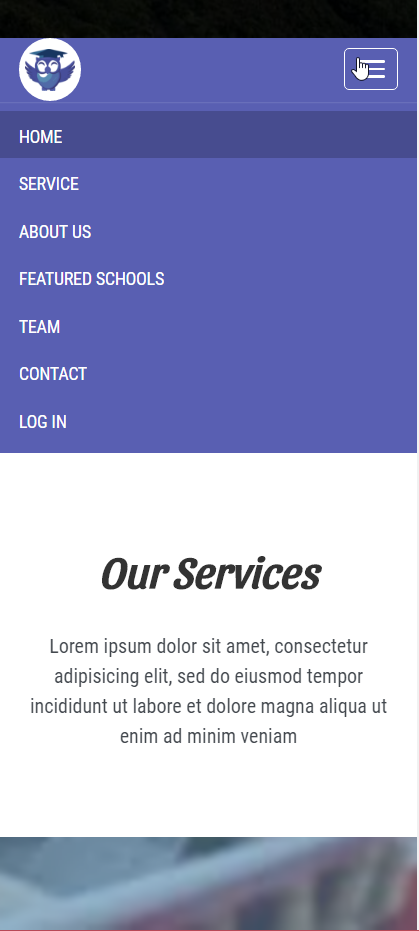 HOME
SERVICE
ABOUT US
FEATURED SCHOOLS
TEAM
CONTACT
LOG IN
Our Services
Lorem ipsum dolor sit amet, consectetur
adipisicing elit, sed do eiusmod tempor
incididunt ut labore et dolore magna aliqua ut
enim ad minim veniam